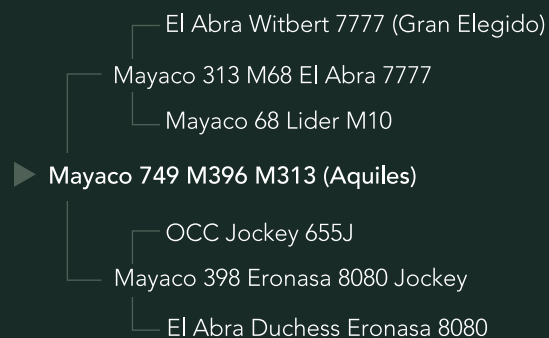 El Abra Witbert 7777 (Gran Elegido)
Mayaco 313 M68 El Abra 7777
Mayaco 68 Lider M10
Mayaco 749 M396 M313 (Aquiles)
OCC Jockey 655J
Mayaco 398 Eronasa 8080 Jockey
El Abra Duchess Eronasa 8080